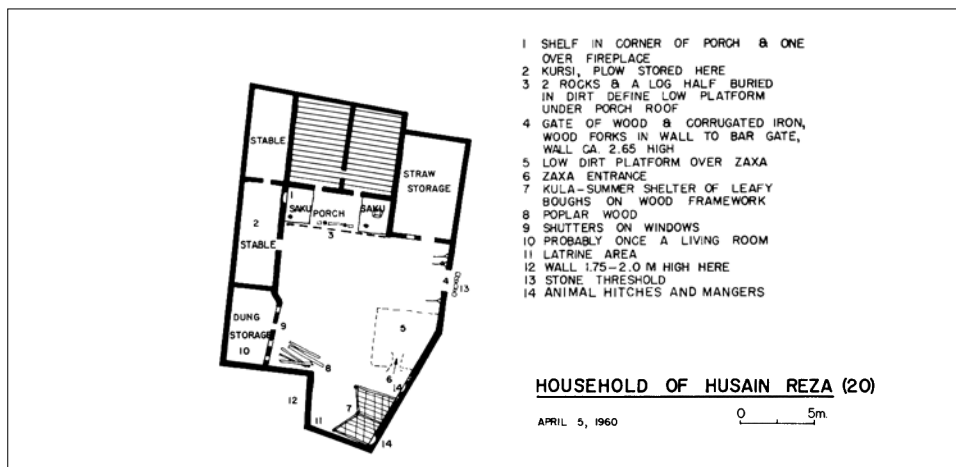 1 SHELF IN CORNER OF PORCH & ONE
OVER FIREPLACE
2 KURSI, PLOW STORED HERE
3 2 ROCKS & A LOG HALF BURIED
IN DIRT DEFINE LOW PLATFORM
UNDER PORCH ROOF
4 GATE OF WOOD & CORRUGATED IRON,
WOOD FORKS IN WALL TO BAR GATE,
WALL CA. 2.65 HIGH
5 LOW DIRT PLATFORM OVER ZAXA
6 ZAXA ENTRANCE
7 KULA-SUMMER SHELTER OF LEAFY
BOUGHS ON WOOD FRAMEWORK
8 POPLAR WOOD
9 SHUTTERS ON WINDOWS
10 PROBABLY ONCE A LIVING ROOM
11 LATRINE AREA
12 WALL 1.75-2.0 M HIGH HERE
13 STONE THRESHOLD
14 ANIMAL HITCHES AND MANGERS
STABLE
STRAW
STORAGE
1
SAKU
PORCH
SAKU
3
2
STABLE
4
13
DUNG
STORAGE
10
9
5
8
6
14
12
7
11
14
HOUSEHOLD OF HUSAIN REZA (20)
APRIL 5, 1960
0 5m.